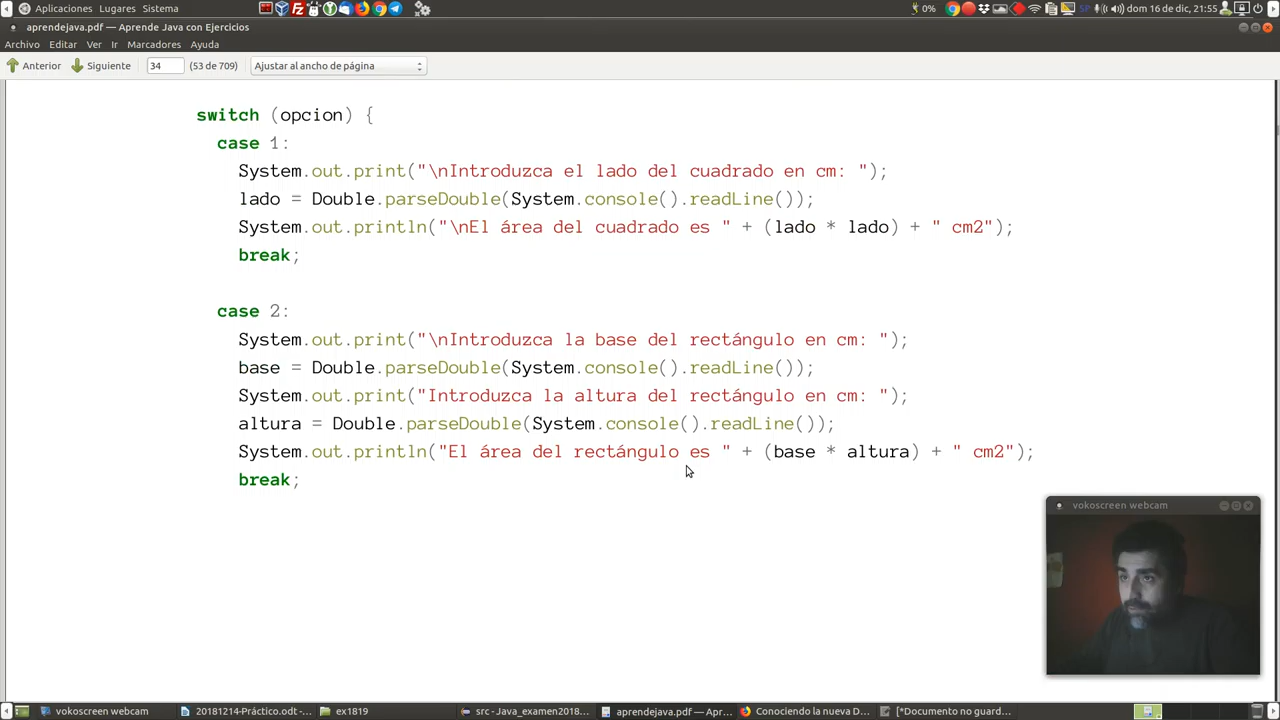 Aplicaciones Lugares Sistema
0% SP dom 16 de dic, 21:55
aprendejava.pdf — Aprende Java con Ejercicios
Archivo Editar Ver Ir Marcadores Ayuda
Anterior Siguiente 34 (53 de 709) Ajustar al ancho de página
switch (opcion) {
case 1:
System.out.print("\nIntroduzca el lado del cuadrado en cm: ");
lado = Double.parseDouble(System.console().readLine());
System.out.println("\nEl área del cuadrado es " + (lado * lado) + " cm2");
break;
case 2:
System.out.print("\nIntroduzca la base del rectángulo en cm: ");
base = Double.parseDouble(System.console().readLine());
System.out.print("Introduzca la altura del rectángulo en cm: ");
altura = Double.parseDouble(System.console().readLine());
System.out.println("El área del rectángulo es " + (base * altura) + " cm2");
break;
vokoscreen webcam
vokoscreen webcam 20181214-Práctico.odt -... ex1819 src - Java_examen2018... aprendejava.pdf — Apr... Conociendo la nueva D... [*Documento no guard...